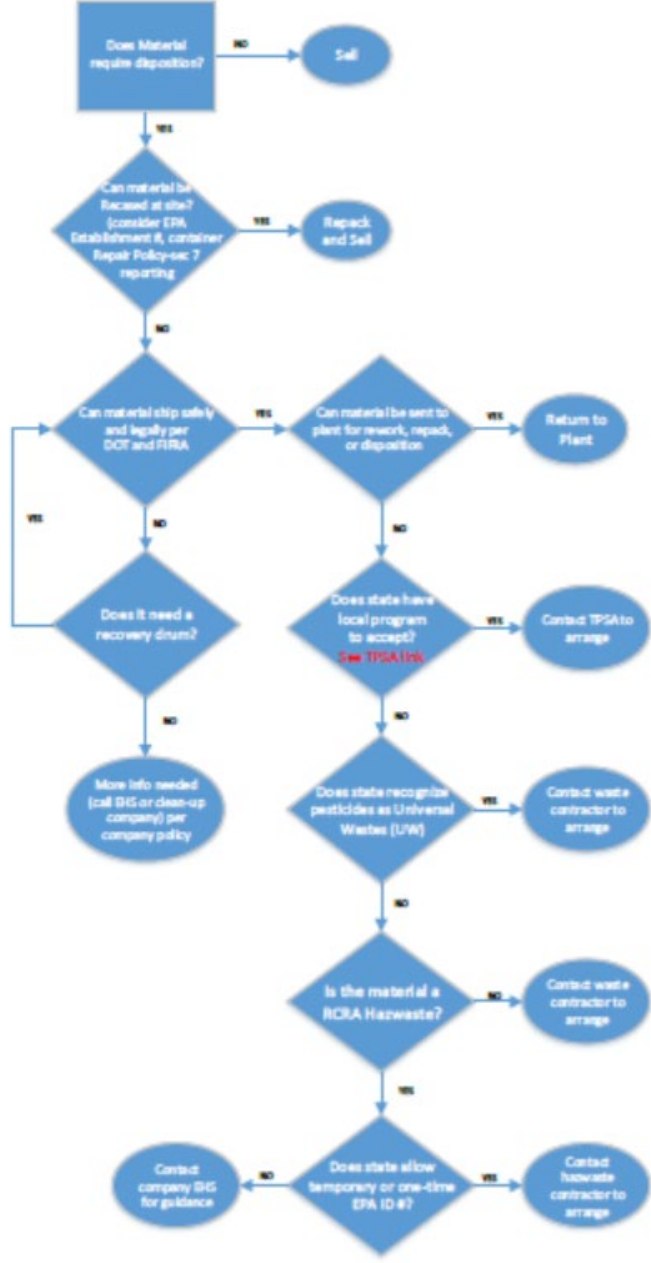 Does Material
require disposition?
NO
Sell
YES
Can material be
Recased at site?
(consider EPA
Establishment #, container
Repair Policy-sec 7
reporting
YES
Repack
and Sell
NO
Can material ship safely
and legally per
DOT and FIFRA
YES
Can material be sent to
plant for rework, repack,
or disposition
YES
Return to
Plant
YES
NO
NO
Does it need a
recovery drum?
Does state have
local program
to accept?
See TPSA link
YES
Contact TPSA to
arrange
NO
NO
More info needed
(call EHS or clean-up
company) per
company policy
Does state recognize
pesticides as Universal
Wastes (UW)
YES
Contact waste
contractor to
arrange
NO
Is the material a
RCRA Hazwaste?
NO
Contact waste
contractor to
arrange
YES
Contact
company EHS
for guidance
NO
Does state allow
temporary or one-time
EPA ID #?
YES
Contact
hazwaste
contractor to
arrange